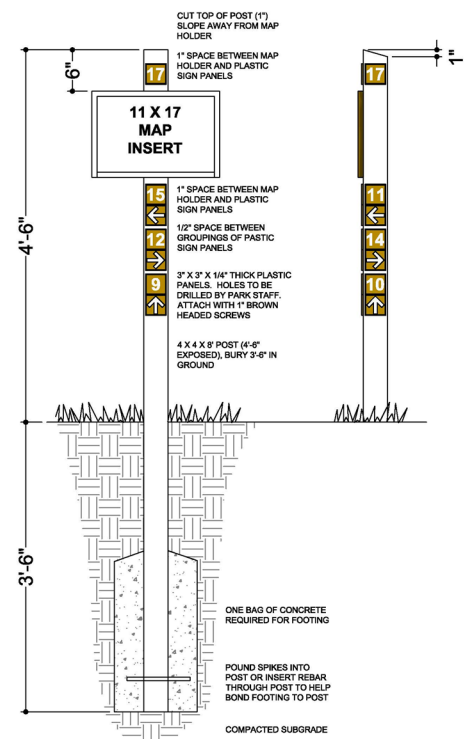 CUT TOP OF POST (1")
SLOPE AWAY FROM MAP
HOLDER
1" SPACE BETWEEN MAP
HOLDER AND PLASTIC
SIGN PANELS
17
17
1"
6"
11 X 17
MAP
INSERT
4'-6"
15
1" SPACE BETWEEN MAP
HOLDER AND PLASTIC
SIGN PANELS
11
12
1/2" SPACE BETWEEN
GROUPINGS OF PASTIC
SIGN PANELS
14
9
3" X 3" X 1/4" THICK PLASTIC
PANELS. HOLES TO BE
DRILLED BY PARK STAFF.
ATTACH WITH 1" BROWN
HEADED SCREWS
10
4 X 4 X 8' POST (4'-6"
EXPOSED), BURY 3'-6" IN
GROUND
3'-6"
ONE BAG OF CONCRETE
REQUIRED FOR FOOTING
POUND SPIKES INTO
POST OR INSERT REBAR
THROUGH POST TO HELP
BOND FOOTING TO POST
COMPACTED SUBGRADE